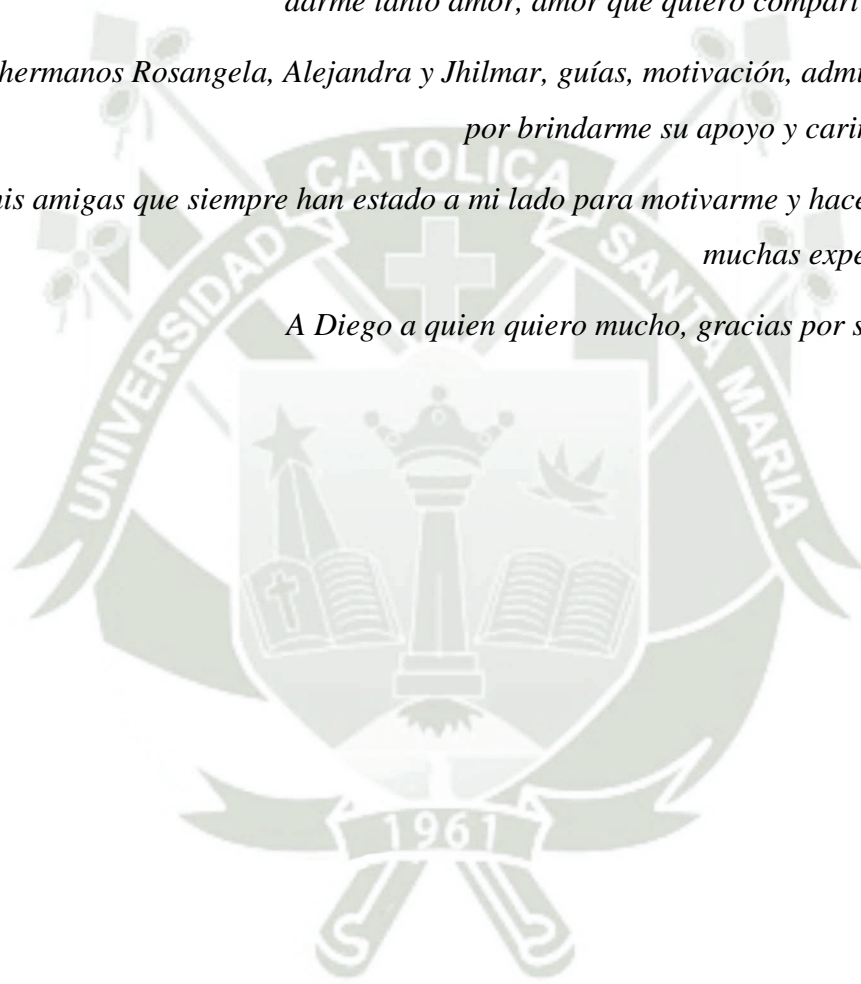 darme tanto amor, amor que quiero compart
hermanos Rosangela, Alejandra y Jhilmar, guías, motivación, adm
por brindarme su apoyo y cari
is amigas que siempre han estado a mi lado para motivarme y hace
muchas expe
A Diego a quien quiero mucho, gracias por s
UNIVERSIDAD CATOLICA SANTA MARIA
1961